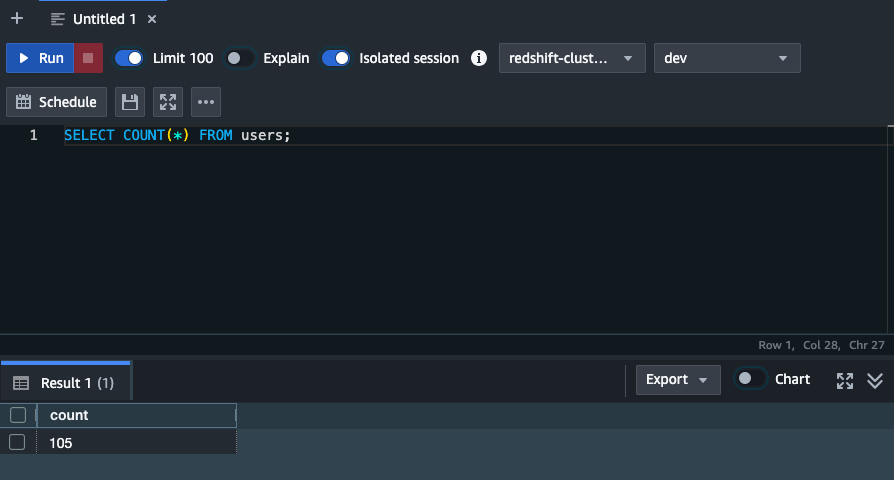 Untitled 1
Run Limit 100 Explain Isolated session redshift-clust... dev
Schedule
1 SELECT COUNT(*) FROM users;
Row 1, Col 28, Chr 27
Result 1 (1) Export Chart
count
105